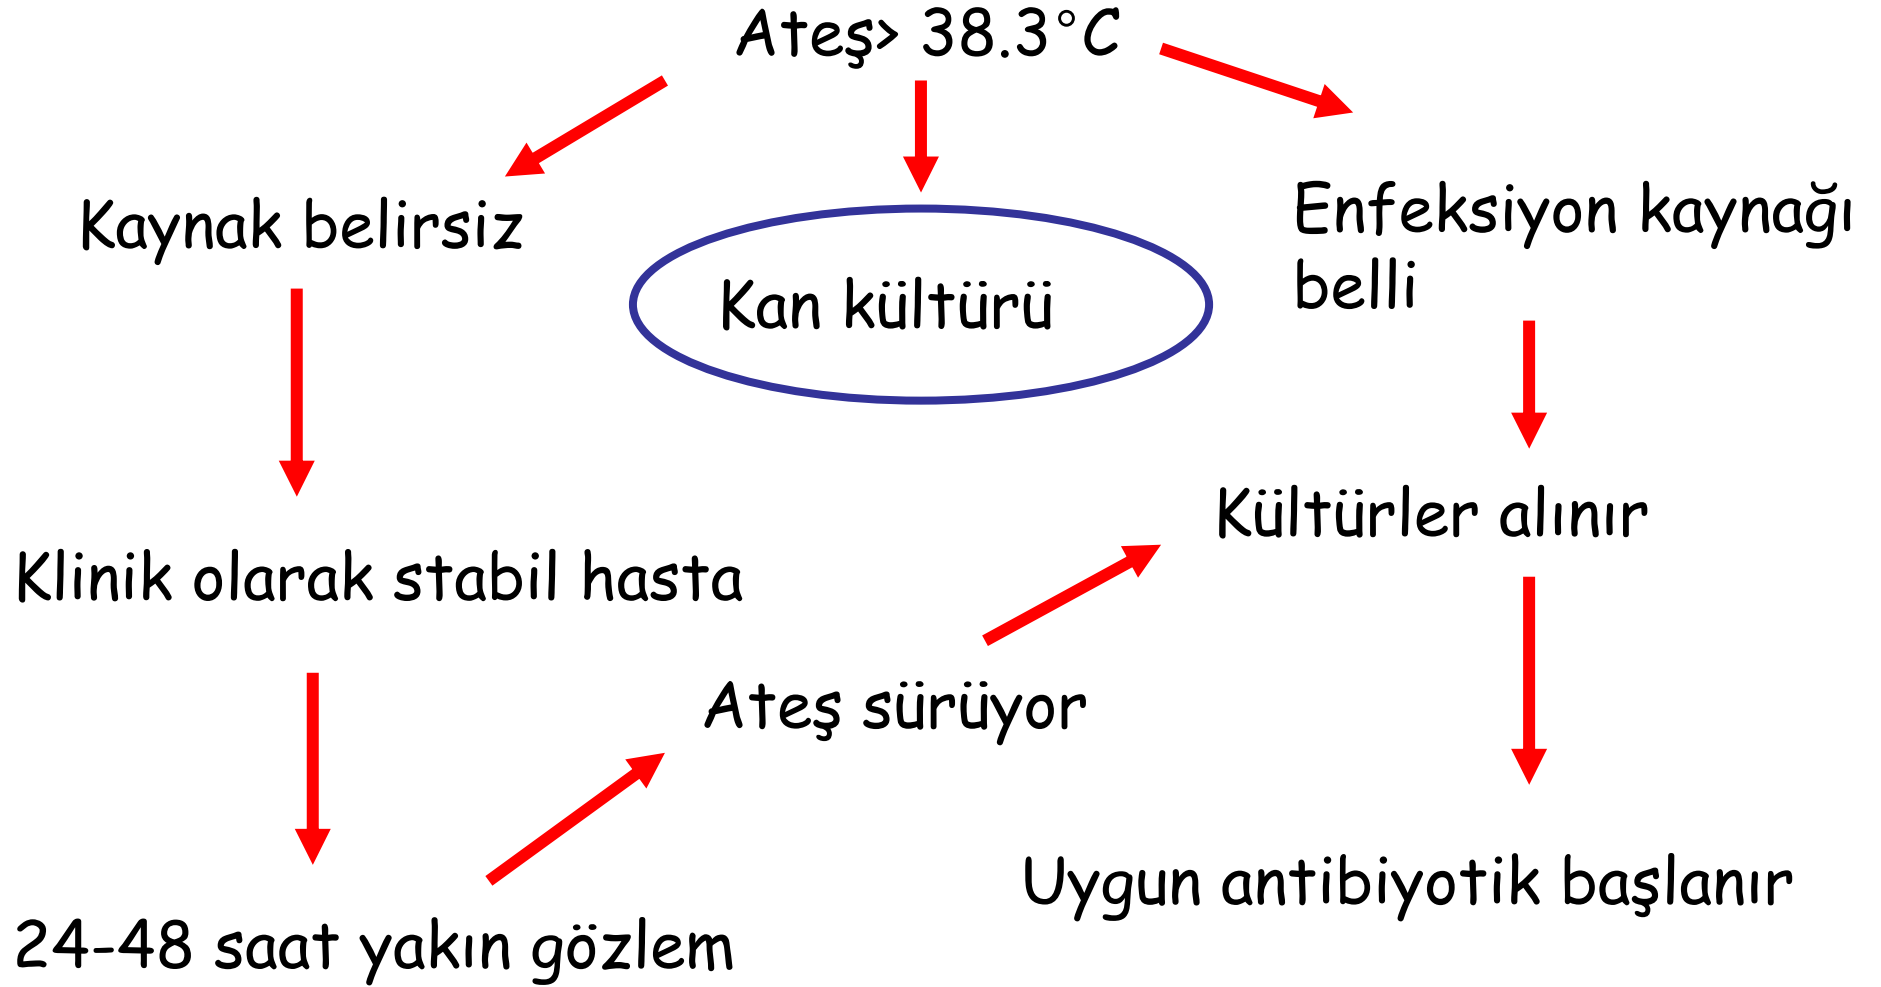 Ateş> 38.3°C
Kaynak belirsiz
Kan kültürü
Enfeksiyon kaynağı
belli
Klinik olarak stabil hasta
Kültürler alınır
Ateş sürüyor
24-48 saat yakın gözlem
Uygun antibiyotik başlanır